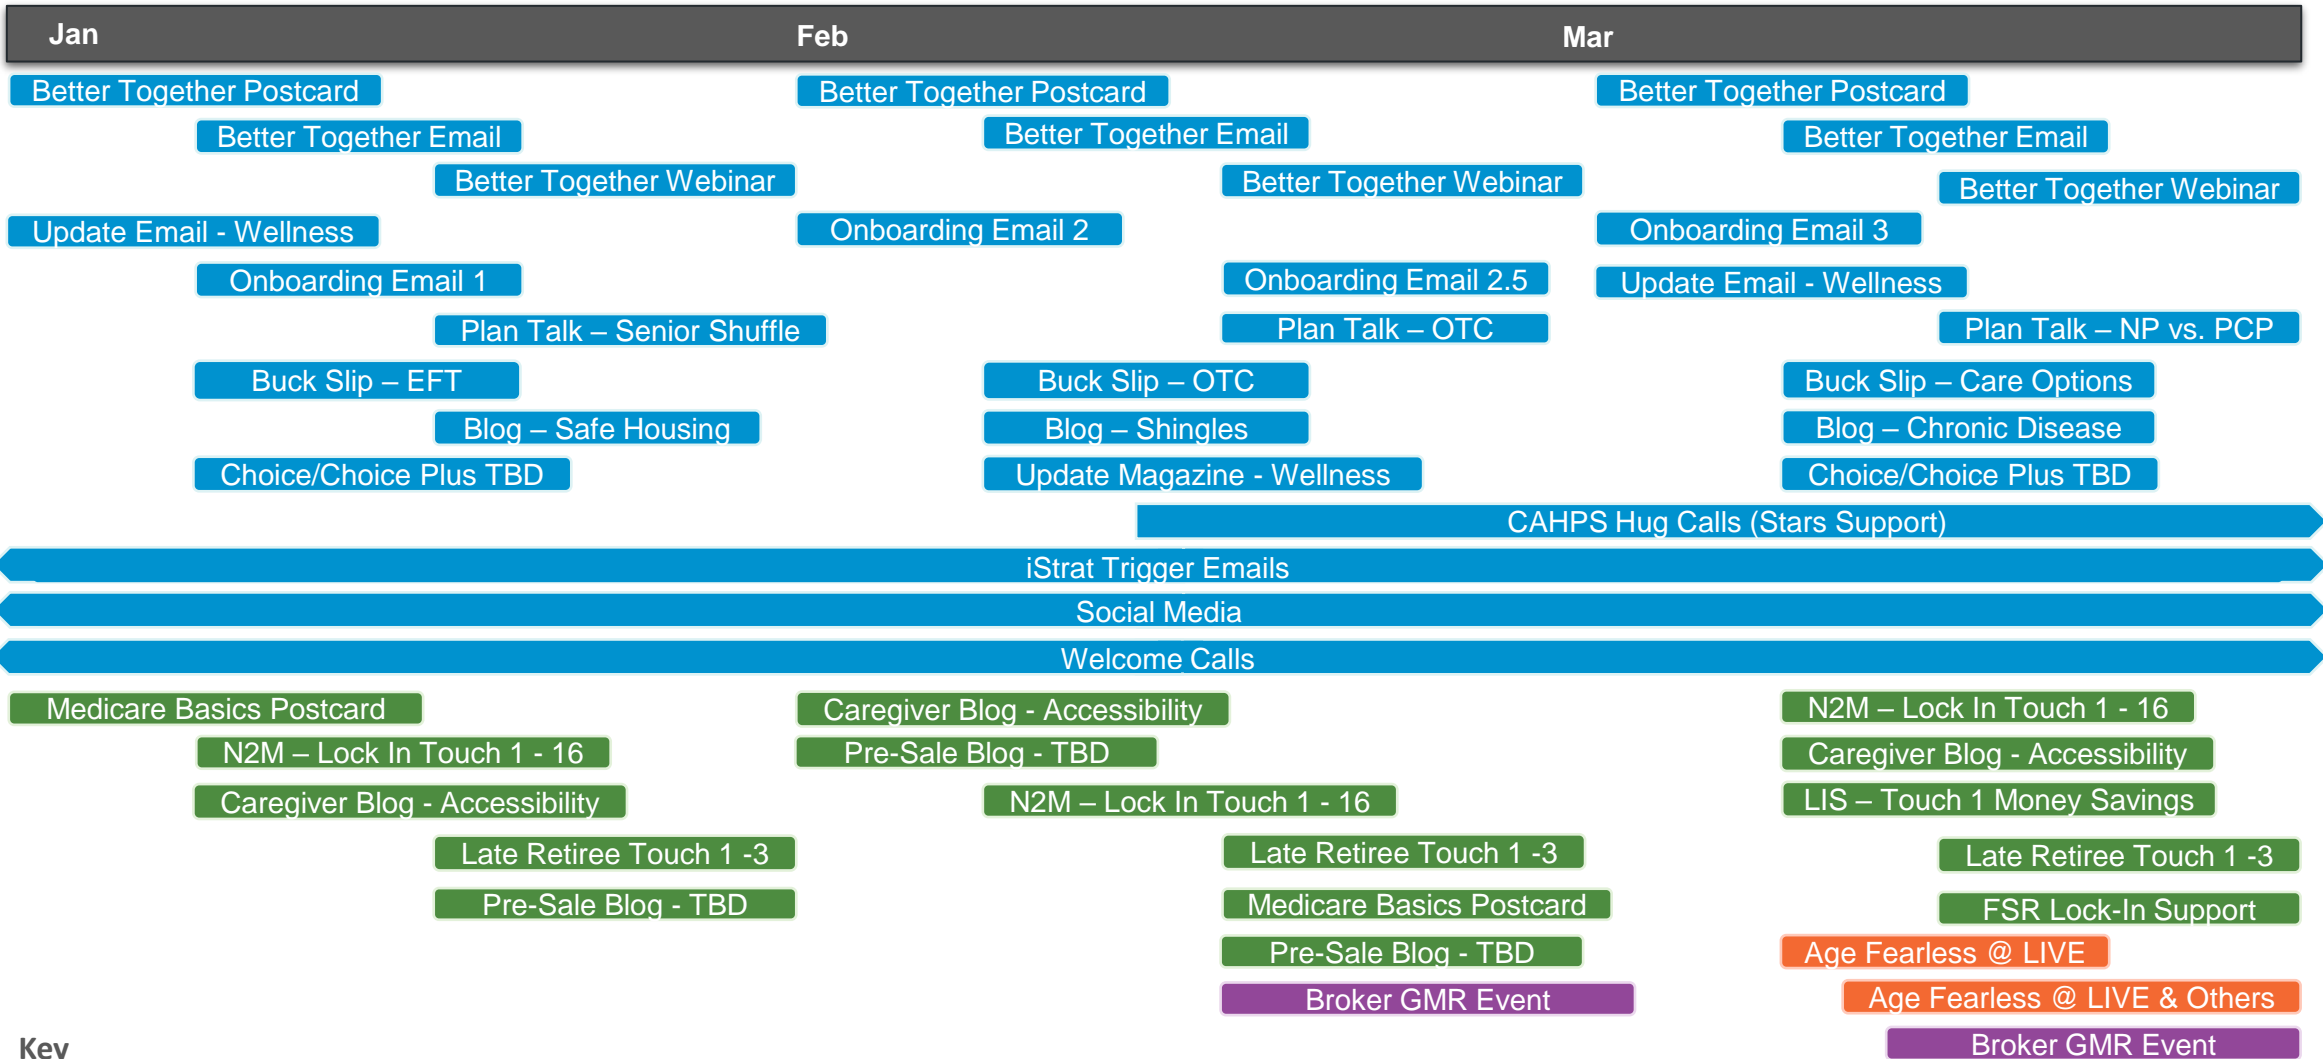 Jan Feb Mar
Better Together Postcard Better Together Postcard Better Together Postcard
Better Together Email Better Together Email Better Together Email
Better Together Webinar Better Together Webinar Better Together Webinar
Update Email - Wellness Onboarding Email 2 Onboarding Email 3
Onboarding Email 1 Onboarding Email 2.5 Update Email - Wellness
Plan Talk – Senior Shuffle Plan Talk – OTC Plan Talk – NP vs. PCP
Buck Slip – EFT Buck Slip – OTC Buck Slip – Care Options
Blog – Safe Housing Blog – Shingles Blog – Chronic Disease
Choice/Choice Plus TBD Update Magazine - Wellness Choice/Choice Plus TBD
CAHPS Hug Calls (Stars Support)
iStrat Trigger Emails
Social Media
Welcome Calls
Medicare Basics Postcard Caregiver Blog - Accessibility N2M – Lock In Touch 1 - 16
N2M – Lock In Touch 1 - 16 Pre-Sale Blog - TBD Caregiver Blog - Accessibility
Caregiver Blog - Accessibility N2M – Lock In Touch 1 - 16 LIS – Touch 1 Money Savings
Late Retiree Touch 1 -3 Late Retiree Touch 1 -3 Late Retiree Touch 1 -3
Pre-Sale Blog - TBD Medicare Basics Postcard FSR Lock-In Support
Pre-Sale Blog - TBD Age Fearless @ LIVE
Broker GMR Event Age Fearless @ LIVE & Others
Key Broker GMR Event